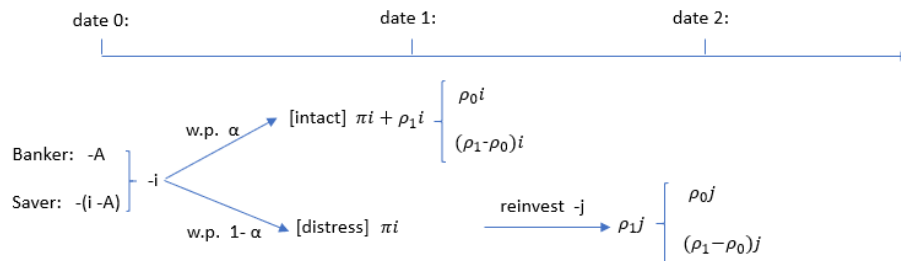 date 0: date 1: date 2:
ρ₀i
w.p. α [intact] πi + ρ₁i
(ρ₁-ρ₀)i
Banker: -A
-i
Saver: -(i -A)
ρ₀j
reinvest -j
w.p. 1- α [distress] πi ρ₁j
(ρ₁−ρ₀)j